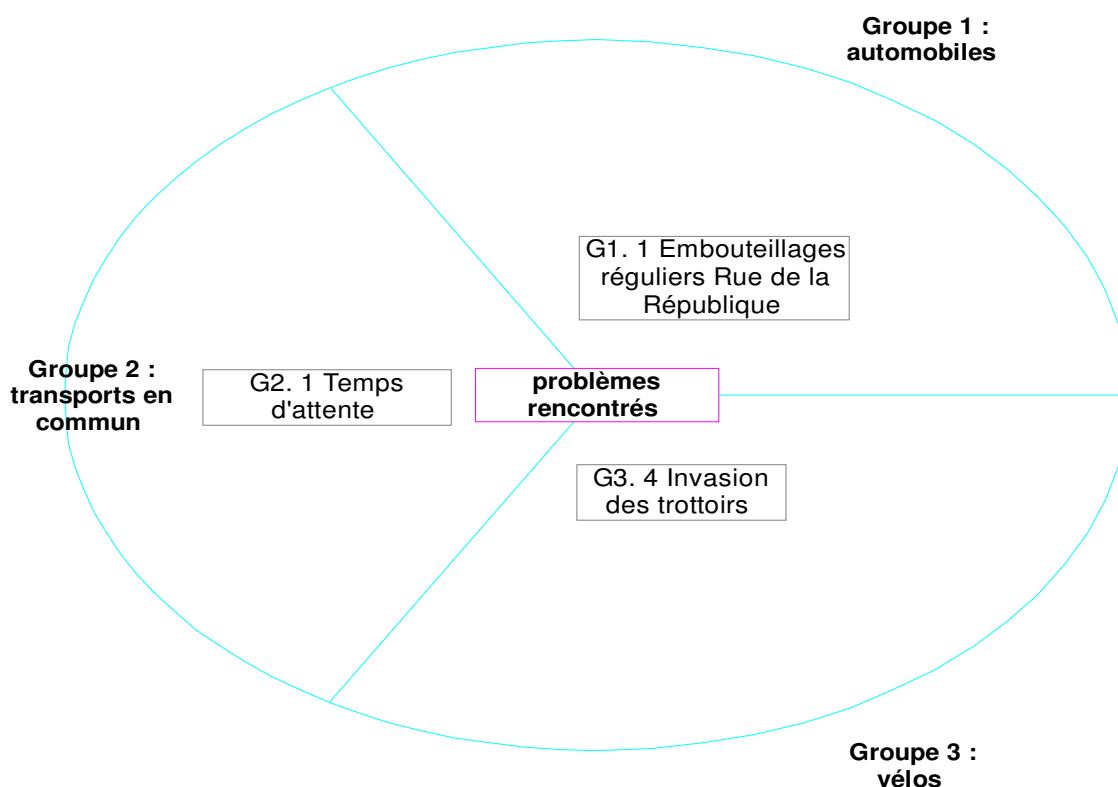 Groupe 1 :
automobiles
G1. 1 Embouteillages
réguliers Rue de la
République
Groupe 2 :
transports en
commun
G2. 1 Temps
d'attente
problèmes
rencontrés
G3. 4 Invasion
des trottoirs
Groupe 3 :
vélos